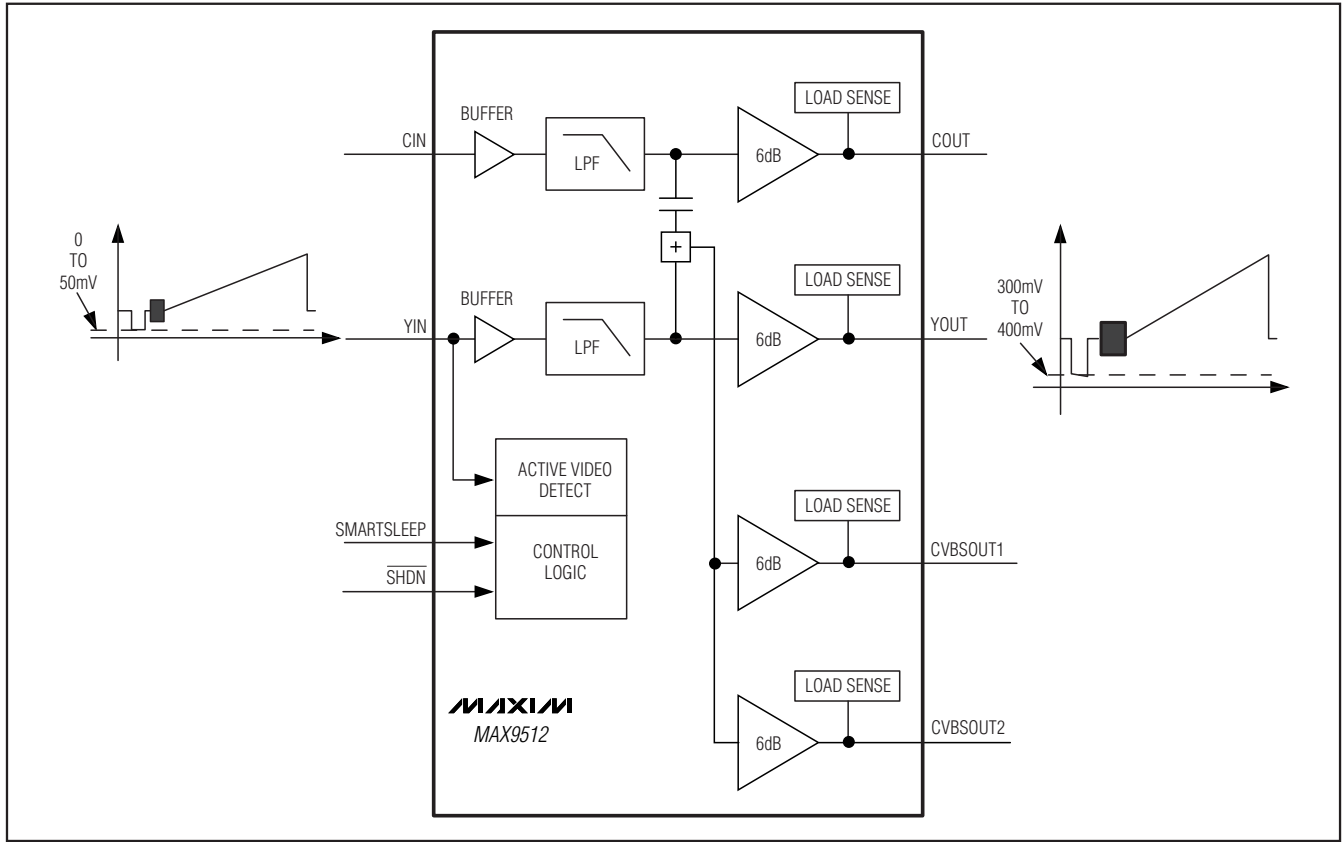 LOAD SENSE
BUFFER
CIN
LPF
6dB
COUT
0
TO
50mV
+
LOAD SENSE
300mV
TO
400mV
BUFFER
YIN
LPF
6dB
YOUT
ACTIVE VIDEO
DETECT
LOAD SENSE
SMARTSLEEP
CONTROL
LOGIC
6dB
CVBSOUT1
SHDN
LOAD SENSE
MAXIM
MAX9512
6dB
CVBSOUT2